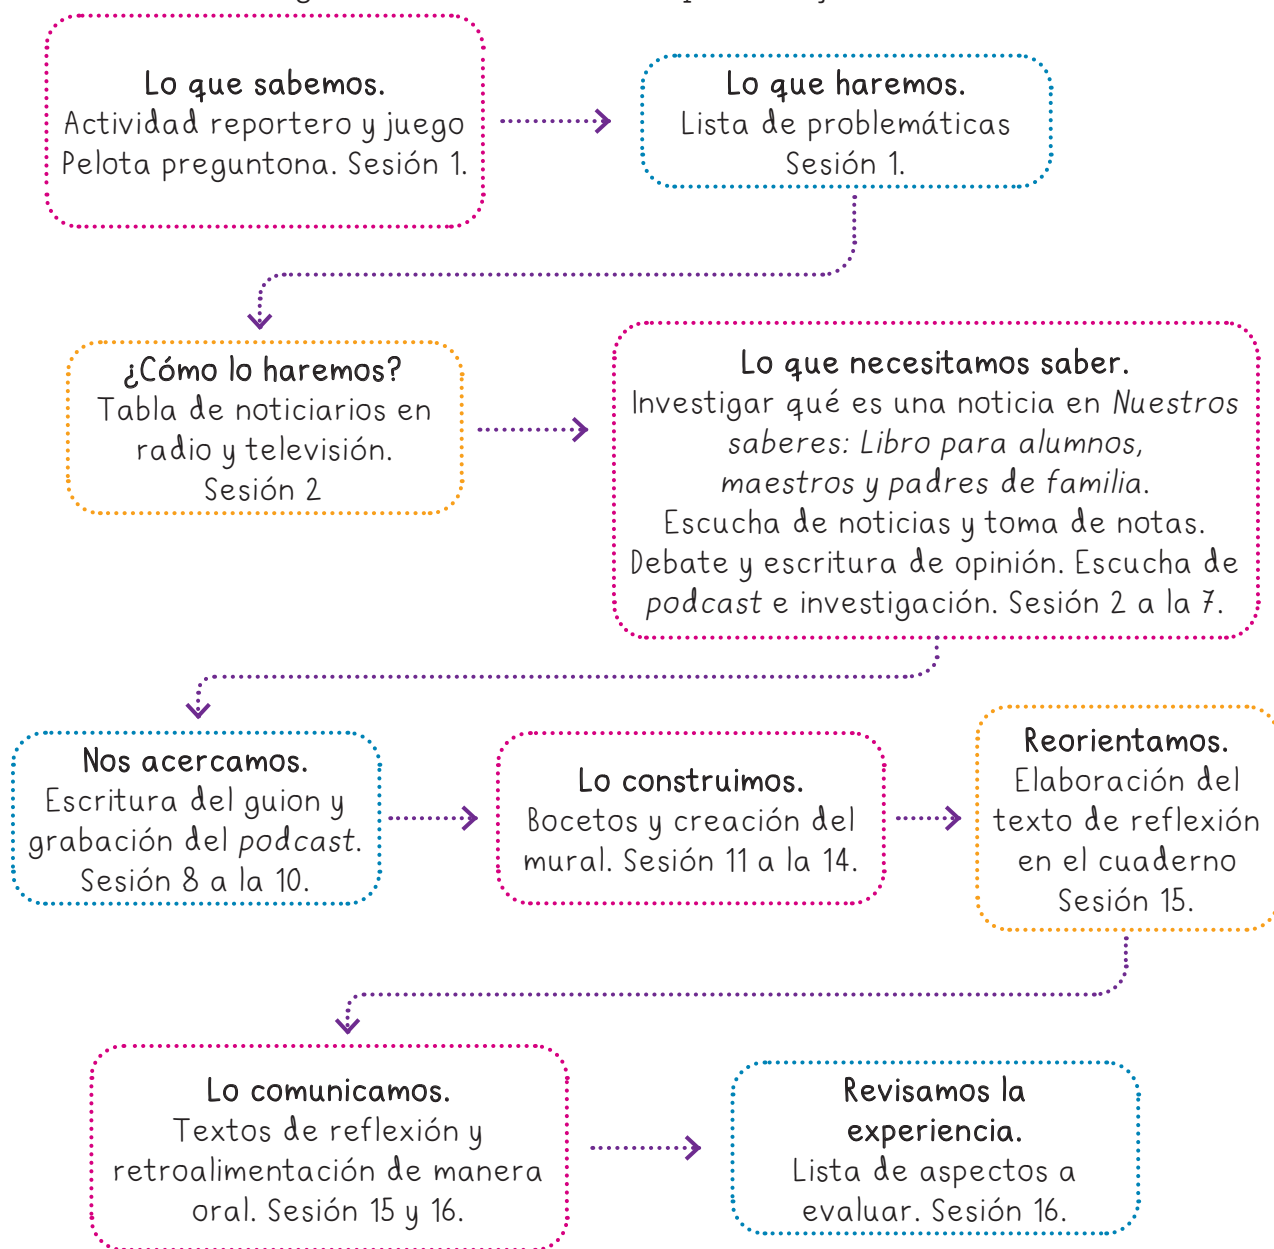 Lo que sabemos.
Actividad reportero y juego
Pelota preguntona. Sesión 1.
Lo que haremos.
Lista de problemáticas
Sesión 1.
¿Cómo lo haremos?
Tabla de noticiarios en
radio y televisión.
Sesión 2
Lo que necesitamos saber.
Investigar qué es una noticia en Nuestros
saberes: Libro para alumnos,
maestros y padres de familia.
Escucha de noticias y toma de notas.
Debate y escritura de opinión. Escucha de
podcast e investigación. Sesión 2 a la 7.
Nos acercamos.
Escritura del guion y
grabación del podcast.
Sesión 8 a la 10.
Lo construimos.
Bocetos y creación del
mural. Sesión 11 a la 14.
Reorientamos.
Elaboración del
texto de reflexión
en el cuaderno
Sesión 15.
Lo comunicamos.
Textos de reflexión y
retroalimentación de manera
oral. Sesión 15 y 16.
Revisamos la
experiencia.
Lista de aspectos a
evaluar. Sesión 16.